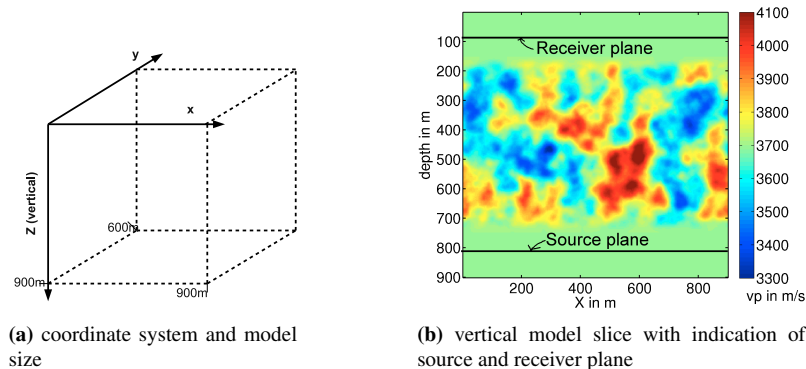 y
x
Z (vertical)
600m
900m
900m
(a) coordinate system and model
size
Receiver plane
Source plane
100
200
300
400
500
600
700
800
900
depth in m
200
400
600
800
X in m
4100
4000
3900
3800
3700
3600
3500
3400
3300
vp in m/s
(b) vertical model slice with indication of
source and receiver plane